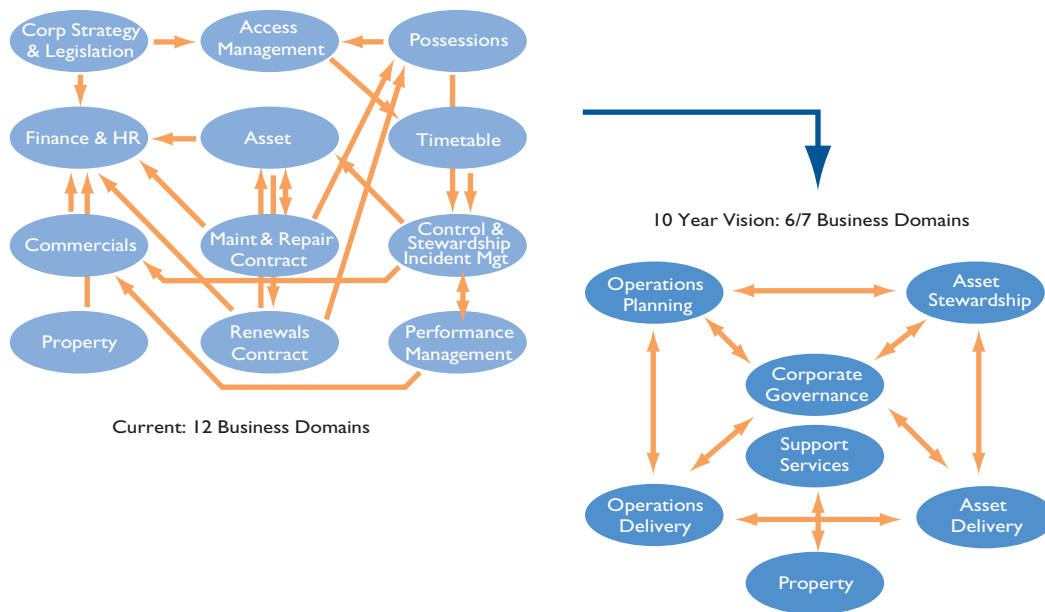 Corp Strategy
& Legislation
Access
Management
Possessions
Finance & HR
Asset
Timetable
Commercials
Maint & Repair
Contract
Control &
Stewardship
Incident Mgt
Property
Renewals
Contract
Performance
Management
Current: 12 Business Domains
10 Year Vision: 6/7 Business Domains
Operations
Planning
Asset
Stewardship
Corporate
Governance
Support
Services
Operations
Delivery
Asset
Delivery
Property